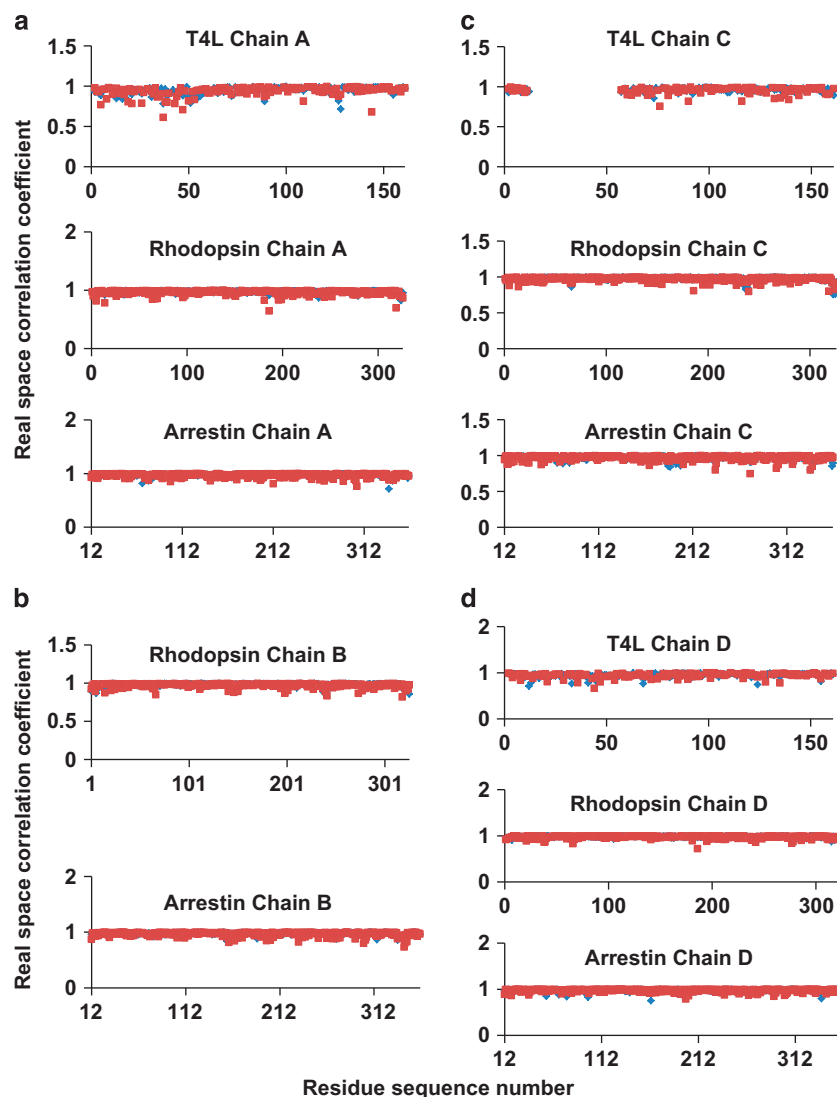 a
T4L Chain A
1.5
1
0.5
0
0 50 100 150
Rhodopsin Chain A
2
1
0
0 100 200 300
Arrestin Chain A
2
1
0
12 112 212 312
Real space correlation coefficient
b
Rhodopsin Chain B
1.5
1
0.5
0
1 101 201 301
Arrestin Chain B
2
1
0
12 112 212 312
Real space correlation coefficient
c
T4L Chain C
1.5
1
0.5
0
0 50 100 150
Rhodopsin Chain C
1.5
1
0.5
0
0 100 200 300
Arrestin Chain C
1.5
1
0.5
0
12 112 212 312
d
T4L Chain D
2
1
0
0 50 100 150
Rhodopsin Chain D
2
1
0
0 100 200 300
Arrestin Chain D
2
1
0
12 112 212 312
Residue sequence number